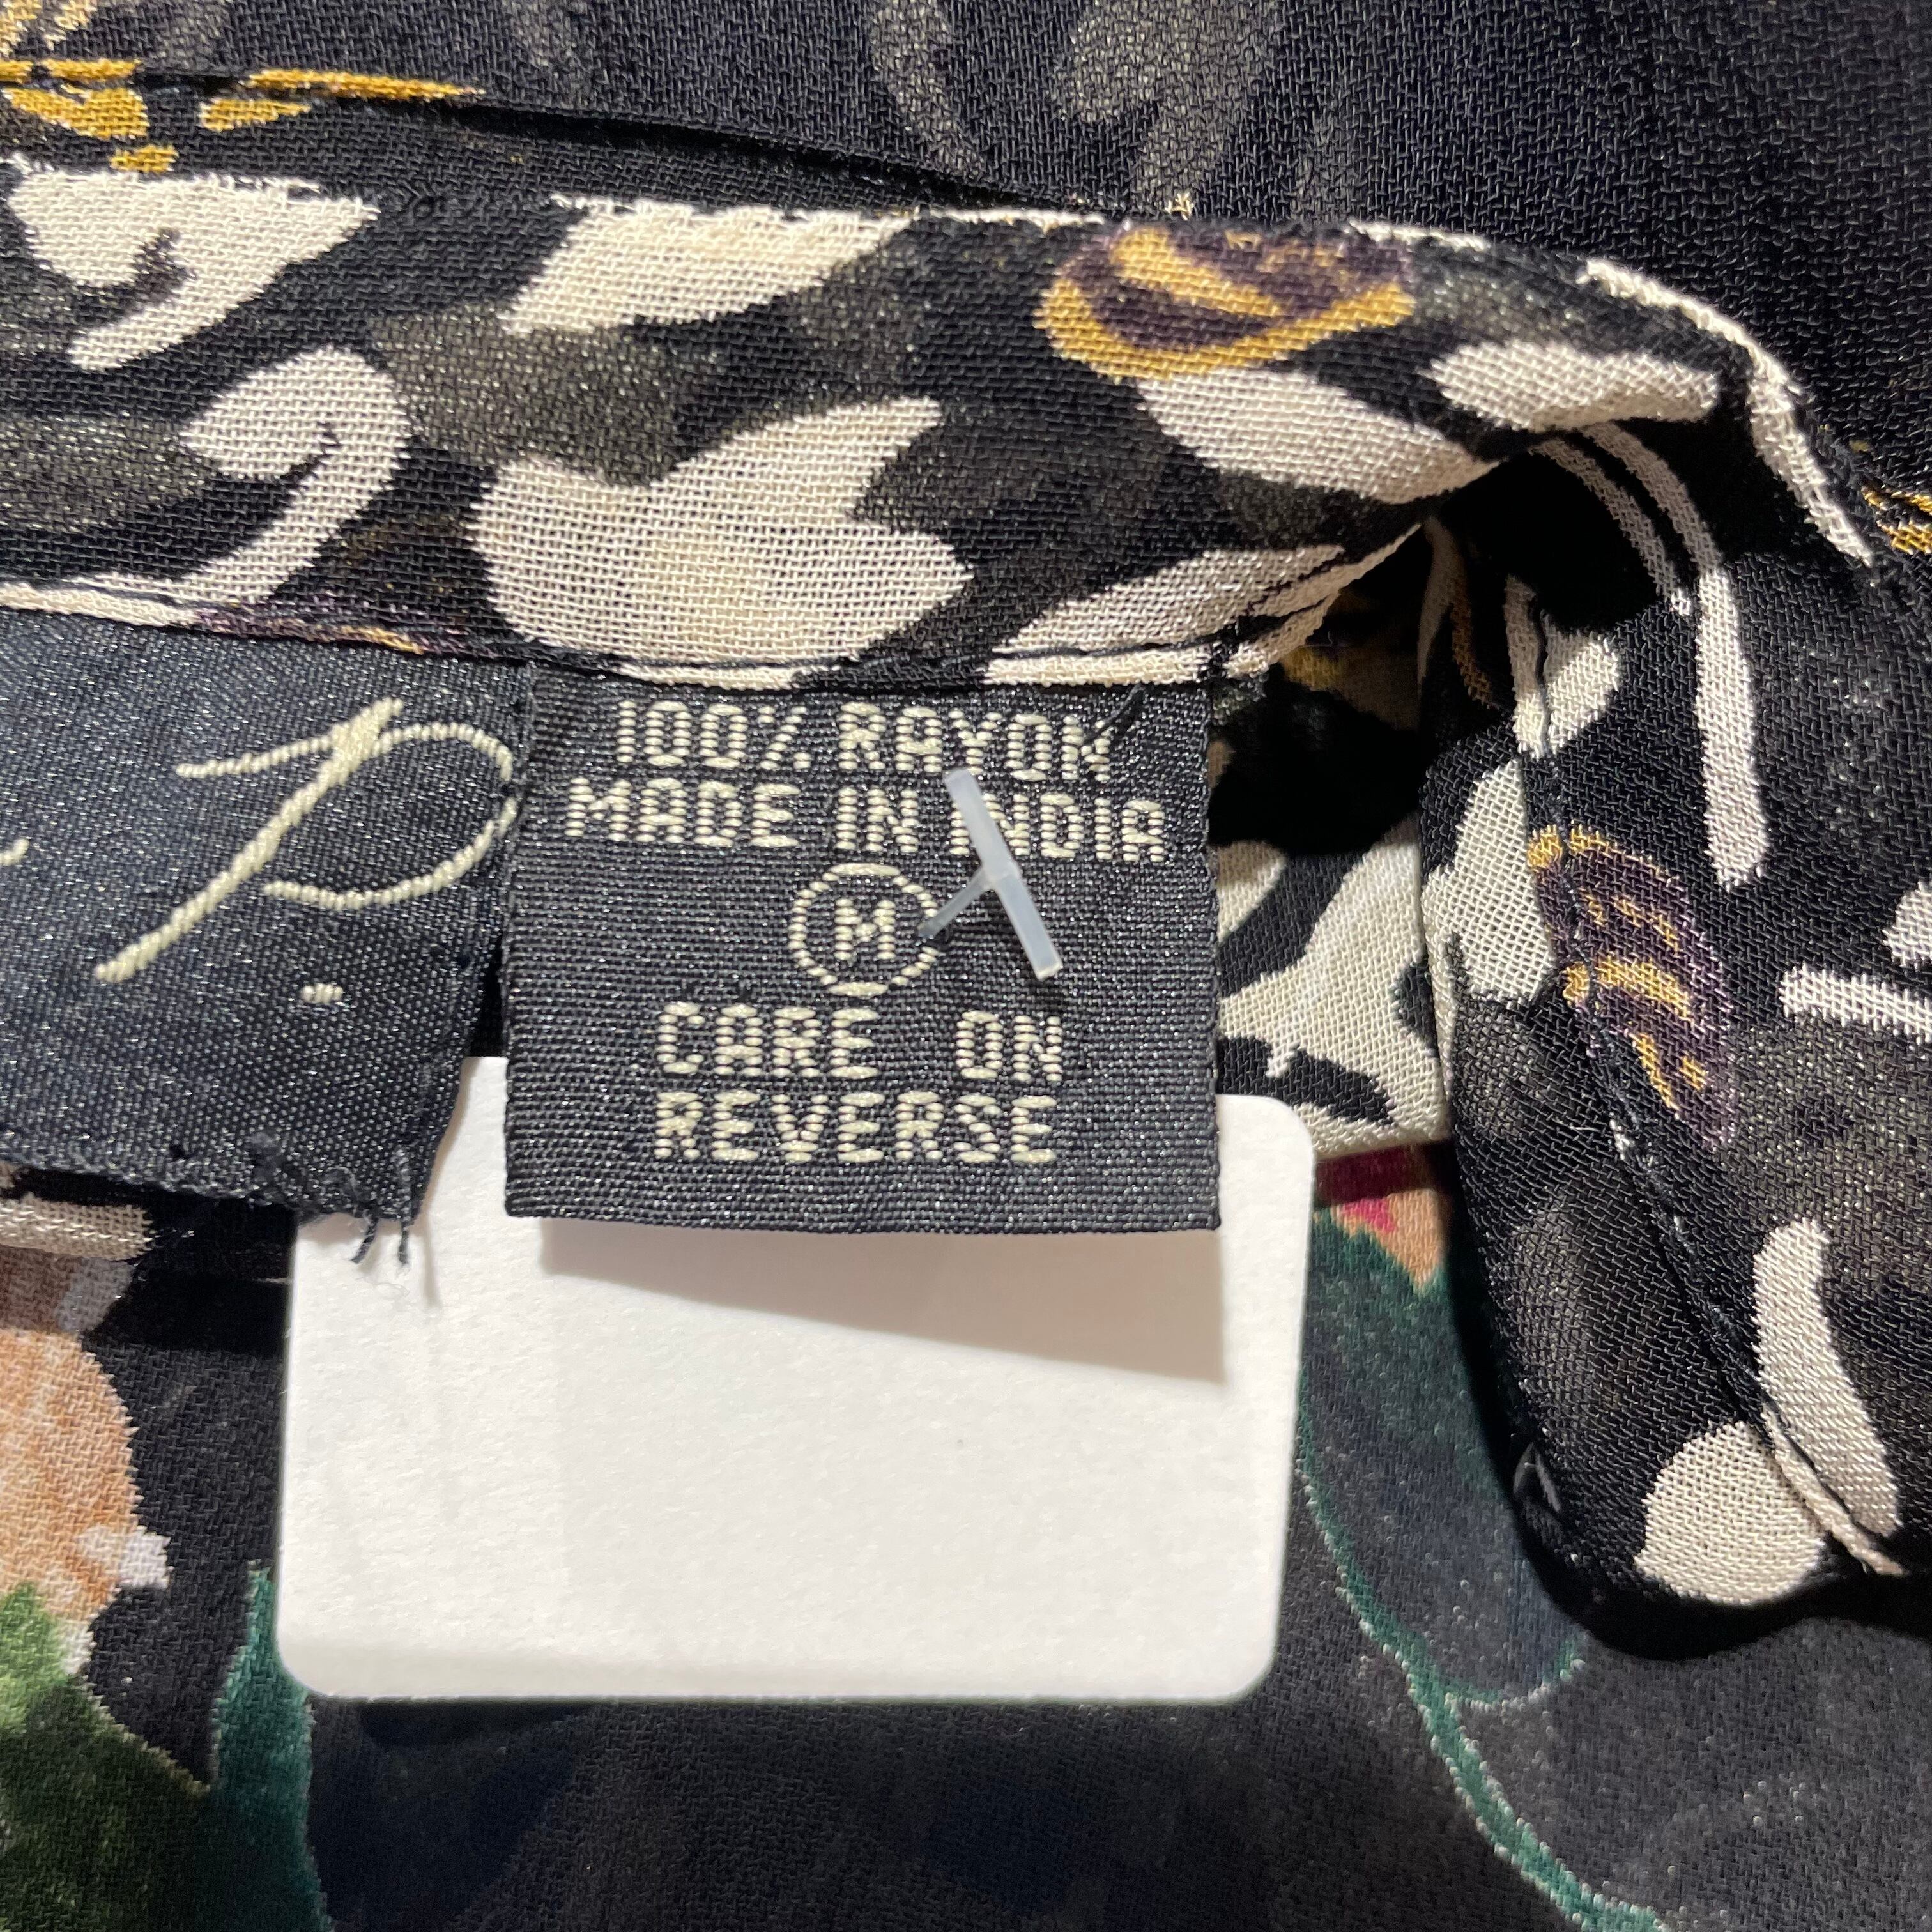 P.
100% RAYON
MADE IN INDIA
M
CARE ON
REVERSE